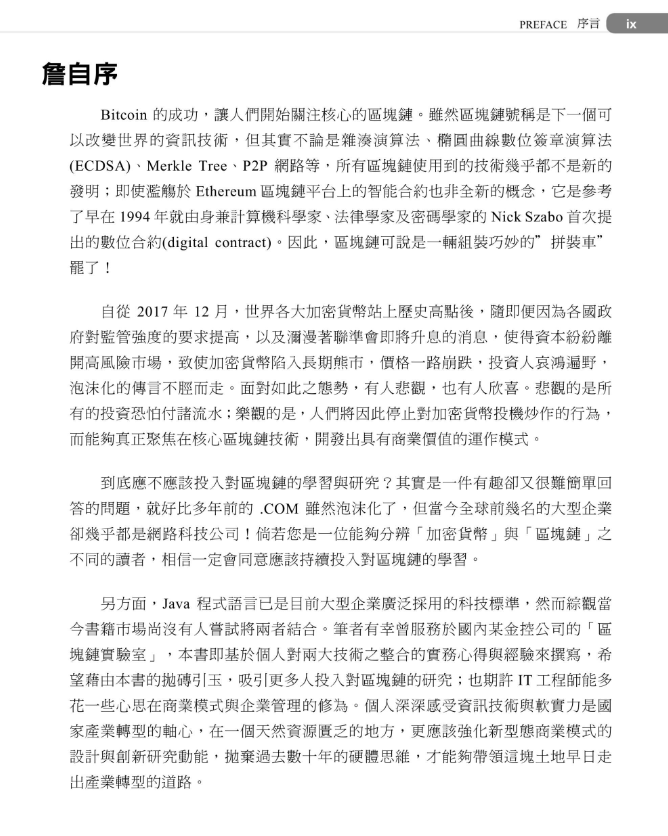 PREFACE 序言 ix
詹自序
Bitcoin 的成功，讓人們開始關注核心的區塊鏈。雖然區塊鏈號稱是下一個可
以改變世界的資訊技術，但其實不論是雜湊演算法、橢圓曲線數位簽章演算法
(ECDSA)、Merkle Tree、P2P 網路等，所有區塊鏈使用到的技術幾乎都不是新的
發明；即使濫觴於 Ethereum 區塊鏈平台上的智能合約也非全新的概念，它是參考
了早在 1994 年就由身兼計算機科學家、法律學家及密碼學家的 Nick Szabo 首次提
出的數位合約(digital contract)。因此，區塊鏈可說是一輛組裝巧妙的”拼裝車”
罷了！
自從 2017 年 12 月，世界各大加密貨幣站上歷史高點後，隨即便因為各國政
府對監管強度的要求提高，以及瀰漫著聯準會即將升息的消息，使得資本紛紛離
開高風險市場，致使加密貨幣陷入長期熊市，價格一路崩跌，投資人哀鴻遍野，
泡沫化的傳言不脛而走。面對如此之態勢，有人悲觀，也有人欣喜。悲觀的是所
有的投資恐怕付諸流水；樂觀的是，人們將因此停止對加密貨幣投機炒作的行為，
而能夠真正聚焦在核心區塊鏈技術，開發出具有商業價值的運作模式。
到底應不應該投入對區塊鏈的學習與研究？其實是一件有趣卻又很難簡單回
答的問題，就好比多年前的 .COM 雖然泡沫化了，但當今全球前幾名的大型企業
卻幾乎都是網路科技公司！倘若您是一位能夠分辨「加密貨幣」與「區塊鏈」之
不同的讀者，相信一定會同意應該持續投入對區塊鏈的學習。
另方面，Java 程式語言已是目前大型企業廣泛採用的科技標準，然而綜觀當
今書籍市場尚沒有人嘗試將兩者結合。筆者有幸曾服務於國內某金控公司的「區
塊鏈實驗室」，本書即基於個人對兩大技術之整合的實務心得與經驗來撰寫，希
望藉由本書的拋磚引玉，吸引更多人投入對區塊鏈的研究；也期許 IT 工程師能多
花一些心思在商業模式與企業管理的修為。個人深深感受資訊技術與軟實力是國
家產業轉型的軸心，在一個天然資源匱乏的地方，更應該強化新型態商業模式的
設計與創新研究動能，拋棄過去數十年的硬體思維，才能夠帶領這塊土地早日走
出產業轉型的道路。